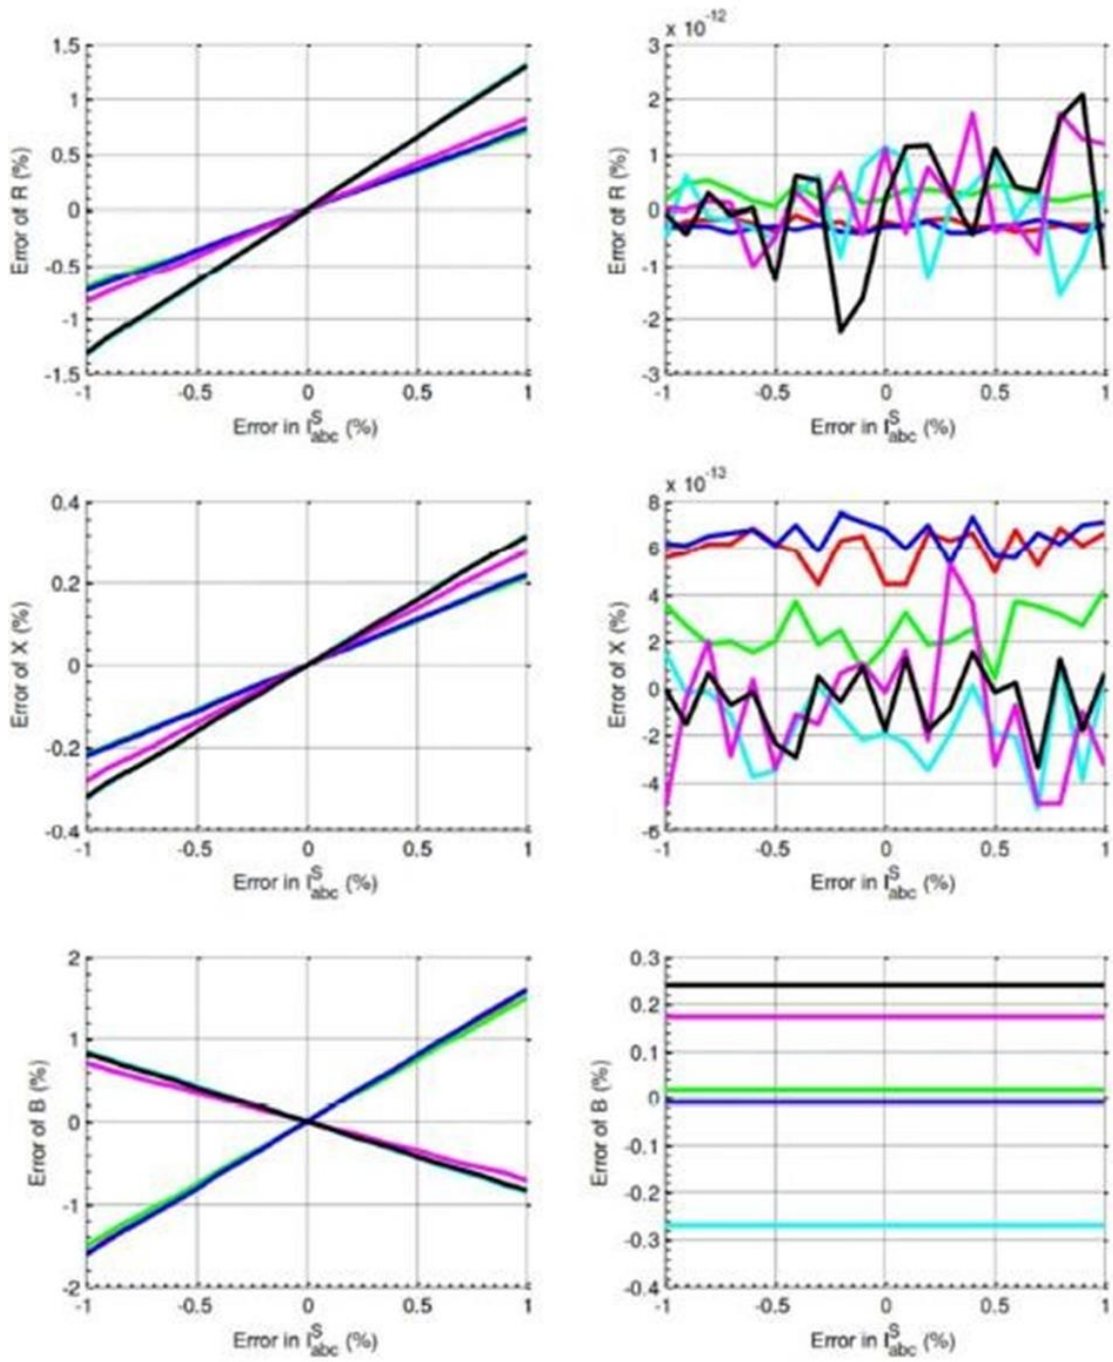 1.5
1
0.5
0
-0.5
-1
-1.5
-1 -0.5 0 0.5 1
Error of R (%)
Error in I^S_abc (%)
x 10^-12
3
2
1
0
-1
-2
-3
-1 -0.5 0 0.5 1
Error of R (%)
Error in I^S_abc (%)
0.4
0.2
0
-0.2
-0.4
-1 -0.5 0 0.5 1
Error of X (%)
Error in I^S_abc (%)
x 10^-13
8
6
4
2
0
-2
-4
-6
-1 -0.5 0 0.5 1
Error of X (%)
Error in I^S_abc (%)
2
1
0
-1
-2
-1 -0.5 0 0.5 1
Error of B (%)
Error in I^S_abc (%)
0.3
0.2
0.1
0
-0.1
-0.2
-0.3
-0.4
-1 -0.5 0 0.5 1
Error of B (%)
Error in I^S_abc (%)